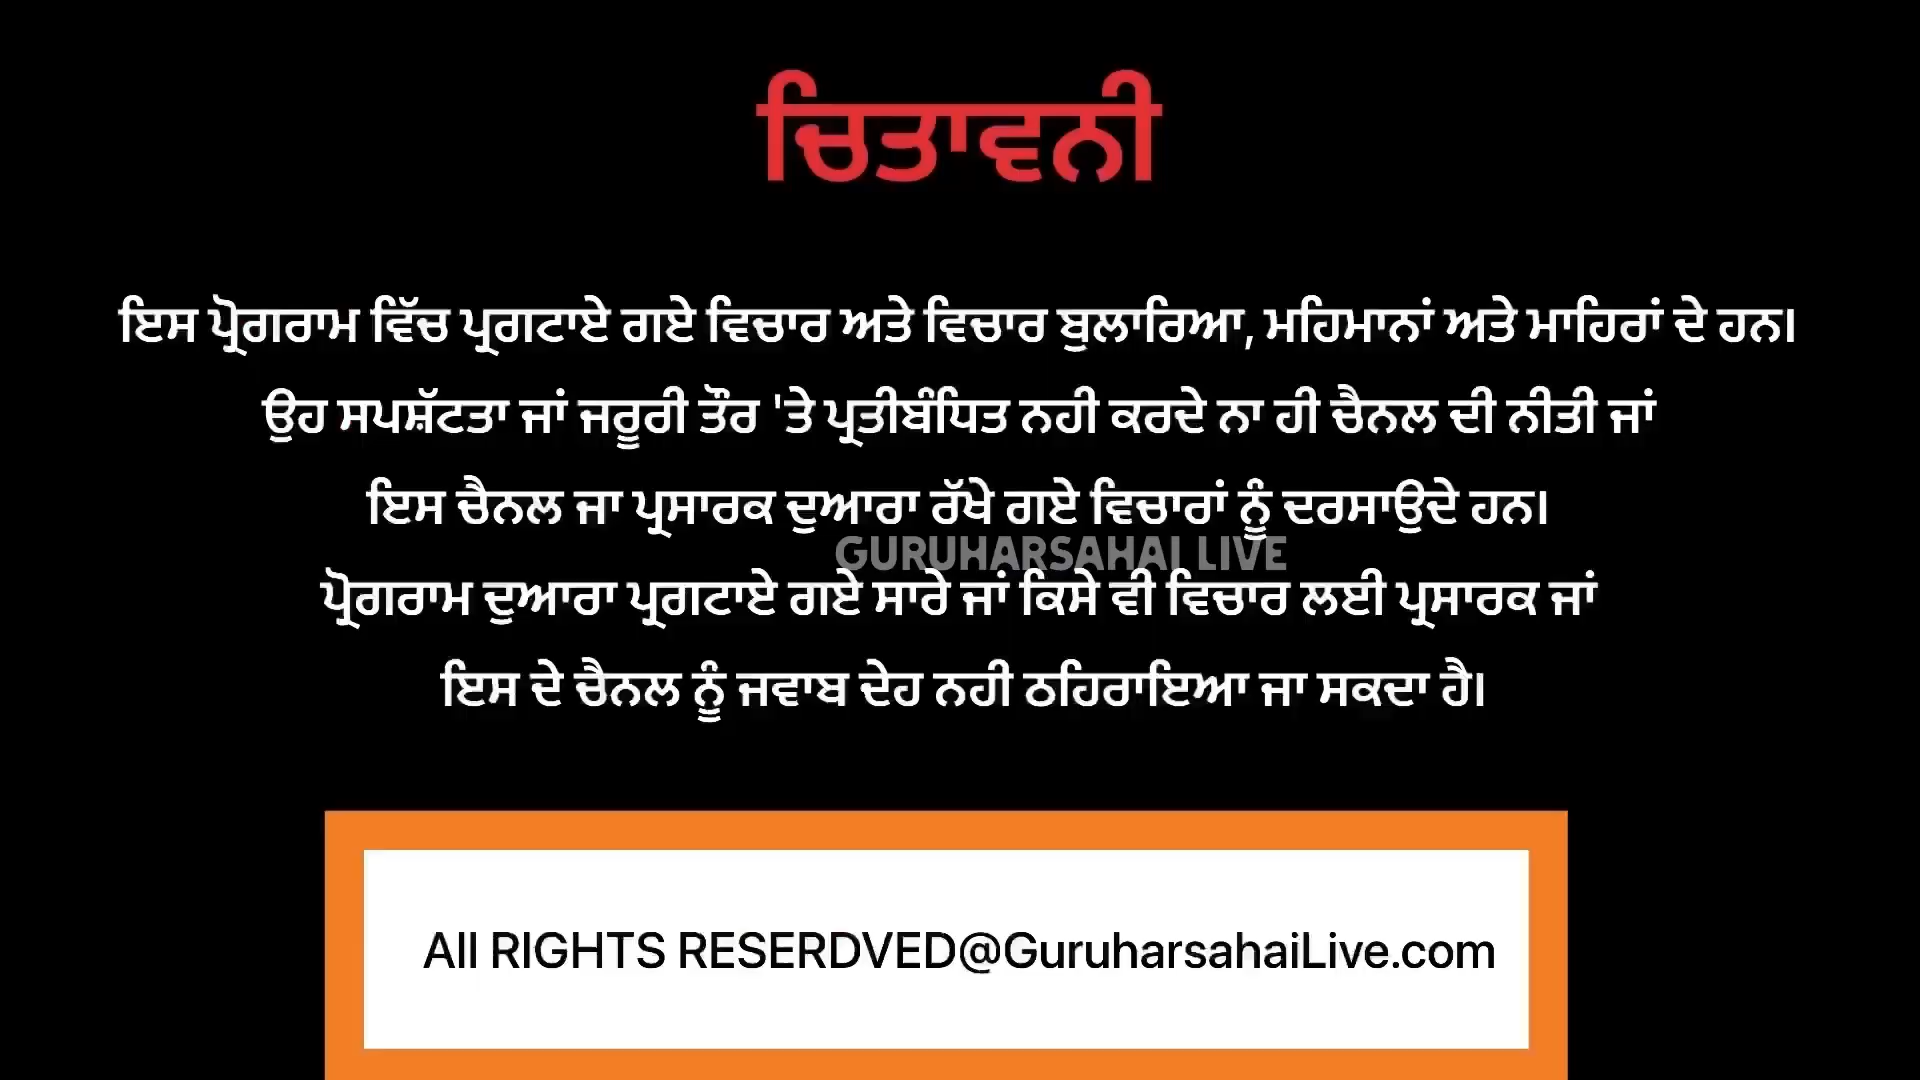 ਚਿਤਾਵਨੀ
ਇਸ ਪ੍ਰੋਗਰਾਮ ਵਿੱਚ ਪ੍ਰਗਟਾਏ ਗਏ ਵਿਚਾਰ ਅਤੇ ਵਿਚਾਰ ਬੁਲਾਰਿਆ, ਮਹਿਮਾਨਾਂ ਅਤੇ ਮਾਹਿਰਾਂ ਦੇ ਹਨ।
ਉਹ ਸਪਸ਼ੱਟਤਾ ਜਾਂ ਜਰੂਰੀ ਤੌਰ 'ਤੇ ਪ੍ਰਤੀਬੰਧਿਤ ਨਹੀ ਕਰਦੇ ਨਾ ਹੀ ਚੈਨਲ ਦੀ ਨੀਤੀ ਜਾਂ
ਇਸ ਚੈਨਲ ਜਾ ਪ੍ਰਸਾਰਕ ਦੁਆਰਾ ਰੱਖੇ ਗਏ ਵਿਚਾਰਾਂ ਨੂੰ ਦਰਸਾਉਦੇ ਹਨ।
GURUHARSAHAI LIVE
ਪ੍ਰੋਗਰਾਮ ਦੁਆਰਾ ਪ੍ਰਗਟਾਏ ਗਏ ਸਾਰੇ ਜਾਂ ਕਿਸੇ ਵੀ ਵਿਚਾਰ ਲਈ ਪ੍ਰਸਾਰਕ ਜਾਂ
ਇਸ ਦੇ ਚੈਨਲ ਨੂੰ ਜਵਾਬ ਦੇਹ ਨਹੀ ਠਹਿਰਾਇਆ ਜਾ ਸਕਦਾ ਹੈ।
All RIGHTS RESERDVED@GuruharsahaiLive.com